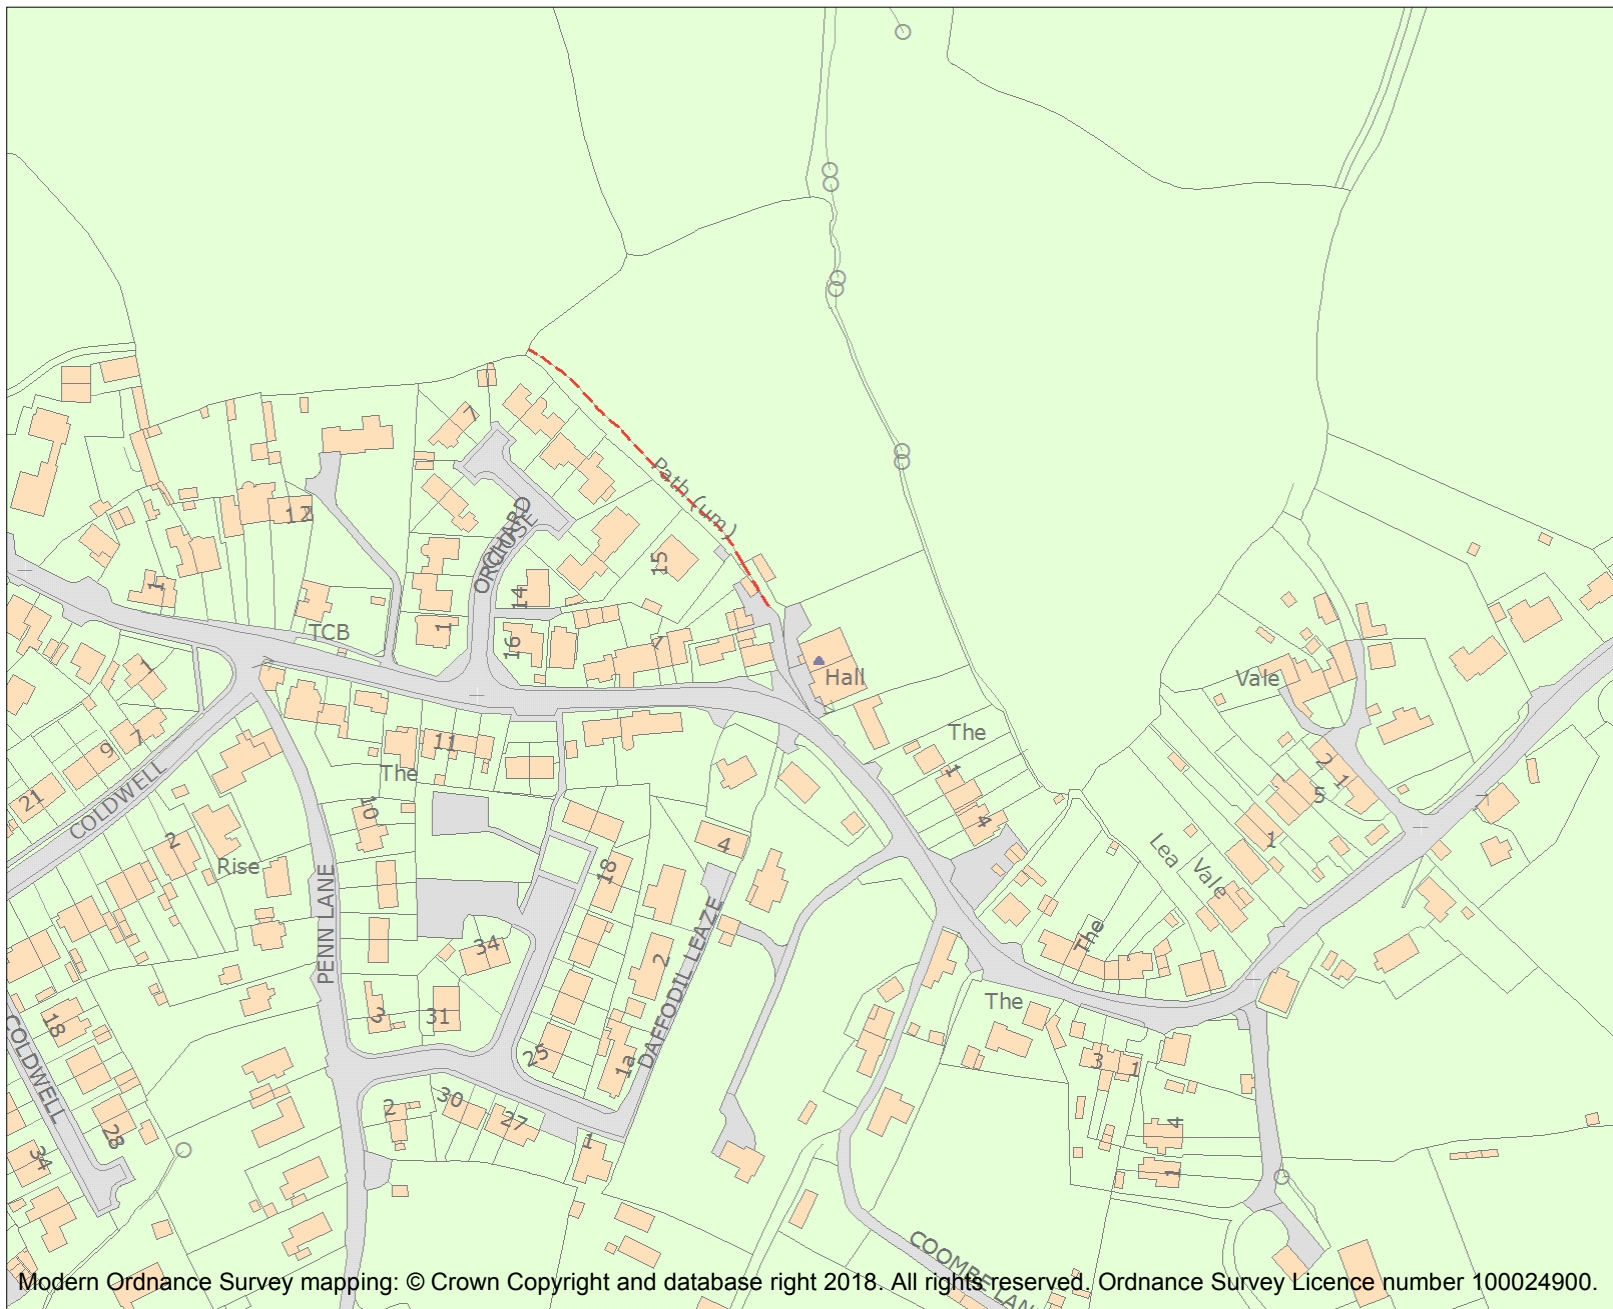 7
Path (um)
12
ORCHARD
CLOSE
15
1
14
TCB
1
16
7
1
Hall
Vale
The
11
The
9
7
21
10
1
4
2
1
5
COLDWELL
2
Rise
4
1
18
Lea
Vale
PENN LANE
34
2
The
DAFFODIL LEAZE
The
3
31
18
COLDWELL
25
1a
3
1
2
30
27
1
28
4
34
1
COOMBE LAN
Modern Ordnance Survey mapping: © Crown Copyright and database right 2018. All rights reserved. Ordnance Survey Licence number 100024900.